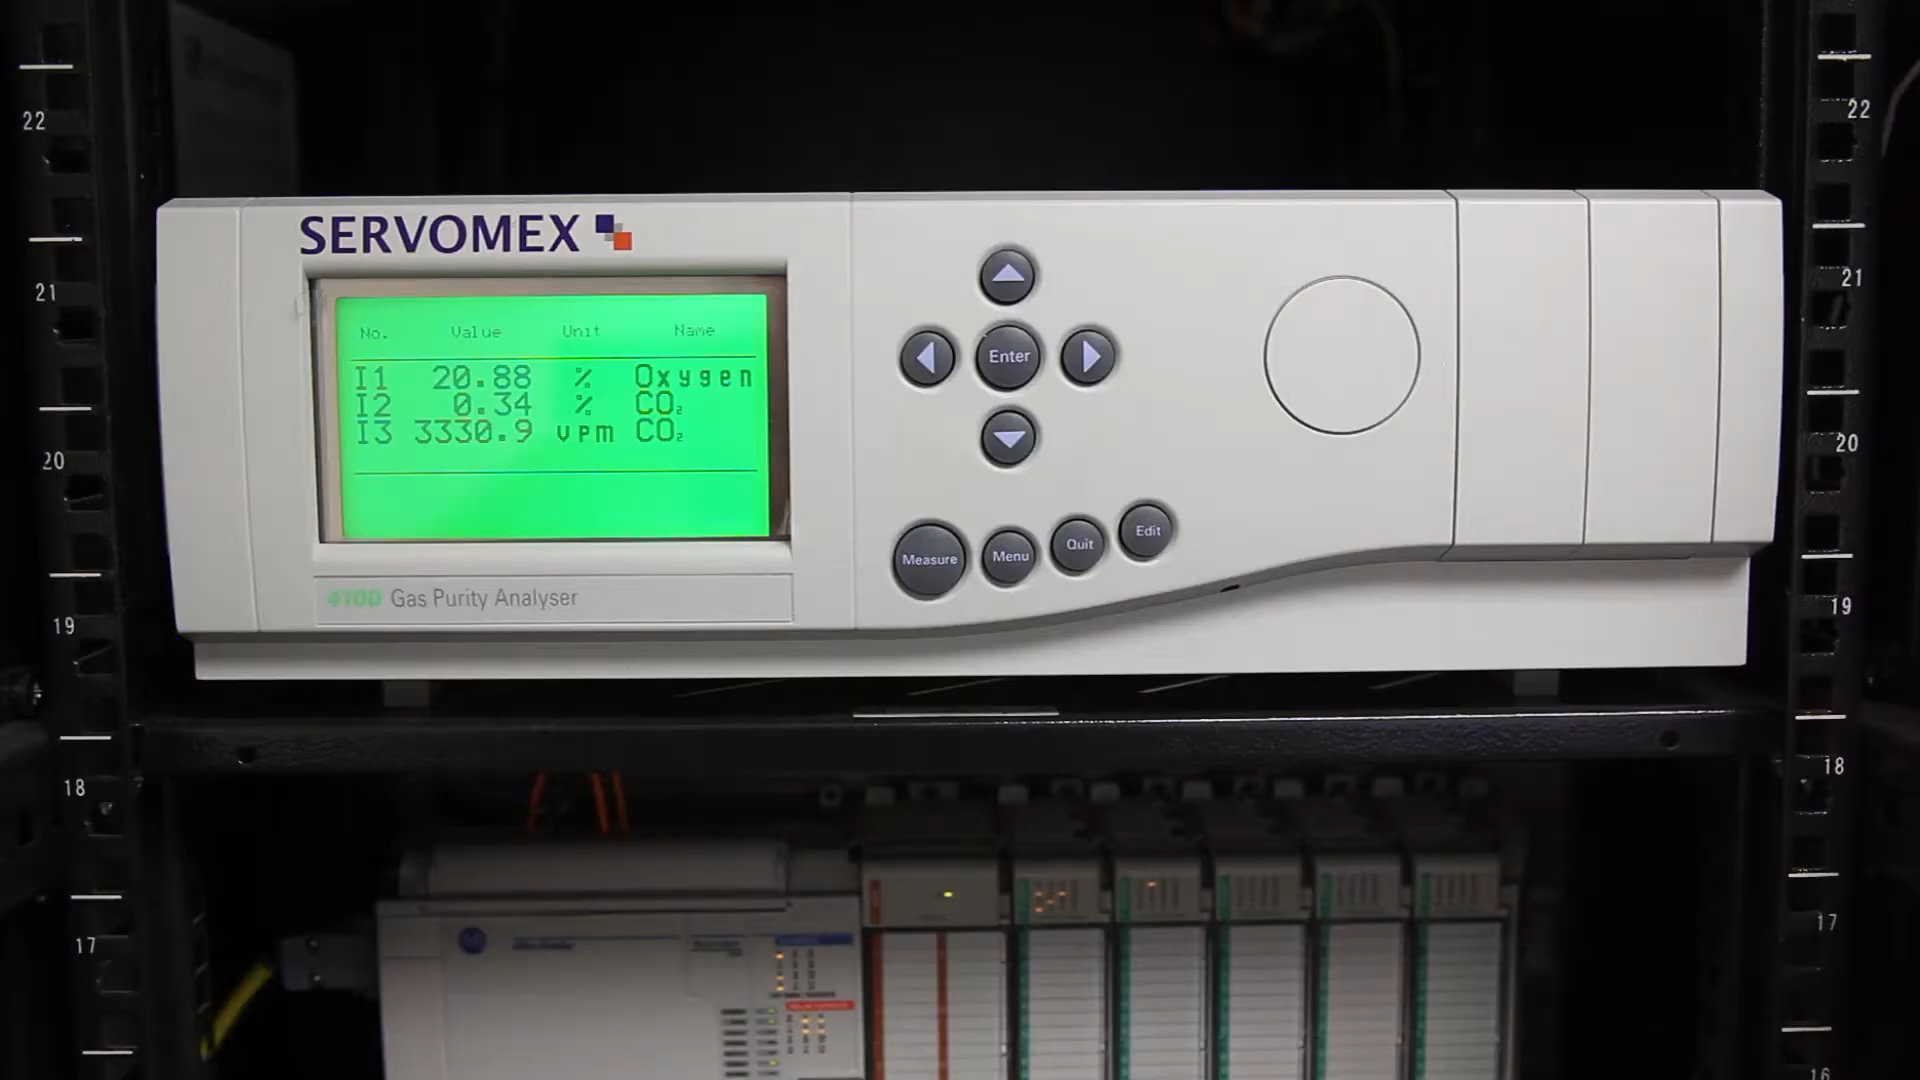 SERVOMEX
No. Value Unit Name
I1 20.88 % Oxygen
I2 0.34 % CO₂
I3 3330.9 vpm CO₂
4100 Gas Purity Analyser
Enter
Measure Menu Quit Edit
22
21
20
19
18
17
22
21
20
19
18
17
16